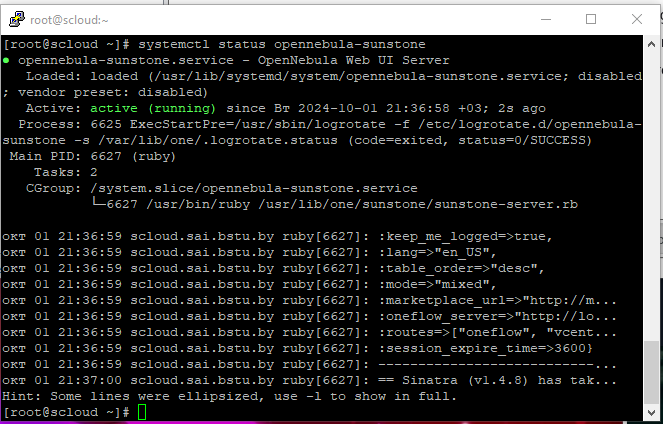 root@scloud:~
[root@scloud ~]# systemctl status opennebula-sunstone
● opennebula-sunstone.service - OpenNebula Web UI Server
Loaded: loaded (/usr/lib/systemd/system/opennebula-sunstone.service; disabled
; vendor preset: disabled)
Active: active (running) since Вт 2024-10-01 21:36:58 +03; 2s ago
Process: 6625 ExecStartPre=/usr/sbin/logrotate -f /etc/logrotate.d/opennebula-
sunstone -s /var/lib/one/.logrotate.status (code=exited, status=0/SUCCESS)
Main PID: 6627 (ruby)
Tasks: 2
CGroup: /system.slice/opennebula-sunstone.service
└─6627 /usr/bin/ruby /usr/lib/one/sunstone/sunstone-server.rb
окт 01 21:36:59 scloud.sai.bstu.by ruby[6627]: :keep_me_logged=>true,
окт 01 21:36:59 scloud.sai.bstu.by ruby[6627]: :lang=>"en_US",
окт 01 21:36:59 scloud.sai.bstu.by ruby[6627]: :table_order=>"desc",
окт 01 21:36:59 scloud.sai.bstu.by ruby[6627]: :mode=>"mixed",
окт 01 21:36:59 scloud.sai.bstu.by ruby[6627]: :marketplace_url=>"http://m...
окт 01 21:36:59 scloud.sai.bstu.by ruby[6627]: :oneflow_server=>"http://lo...
окт 01 21:36:59 scloud.sai.bstu.by ruby[6627]: :routes=>["oneflow", "vcent...
окт 01 21:36:59 scloud.sai.bstu.by ruby[6627]: :session_expire_time=>3600}
окт 01 21:36:59 scloud.sai.bstu.by ruby[6627]: ---------------------------...
окт 01 21:37:00 scloud.sai.bstu.by ruby[6627]: == Sinatra (v1.4.8) has tak...
Hint: Some lines were ellipsized, use -l to show in full.
[root@scloud ~]#